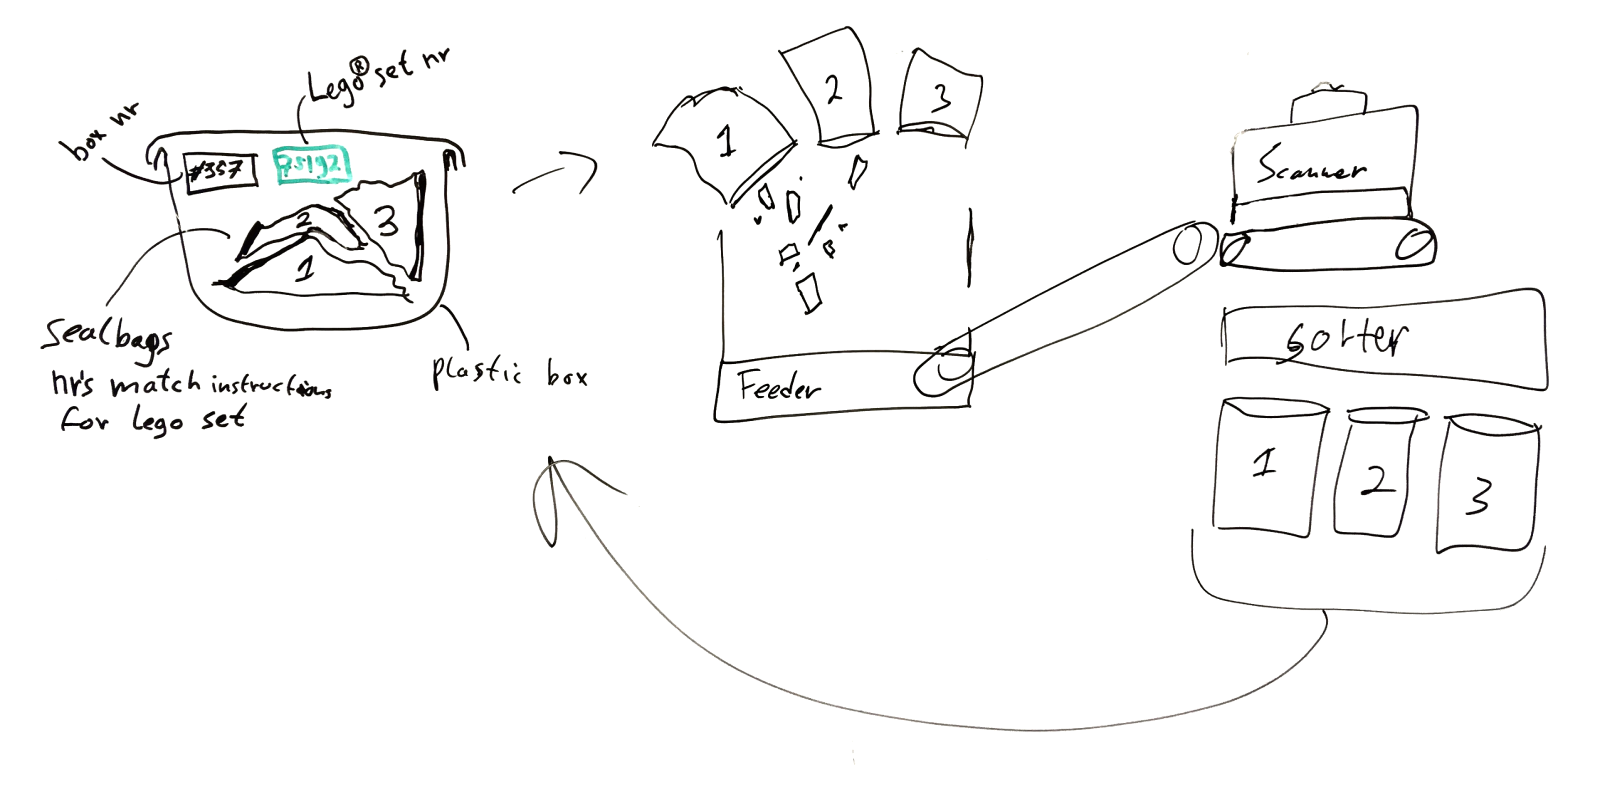 Lego® set nr
box nr
#357
75192
2
3
1
Sealbags
nr's match instructions
for lego set
plastic box
1
2
3
Feeder
Scanner
sorter
1
2
3